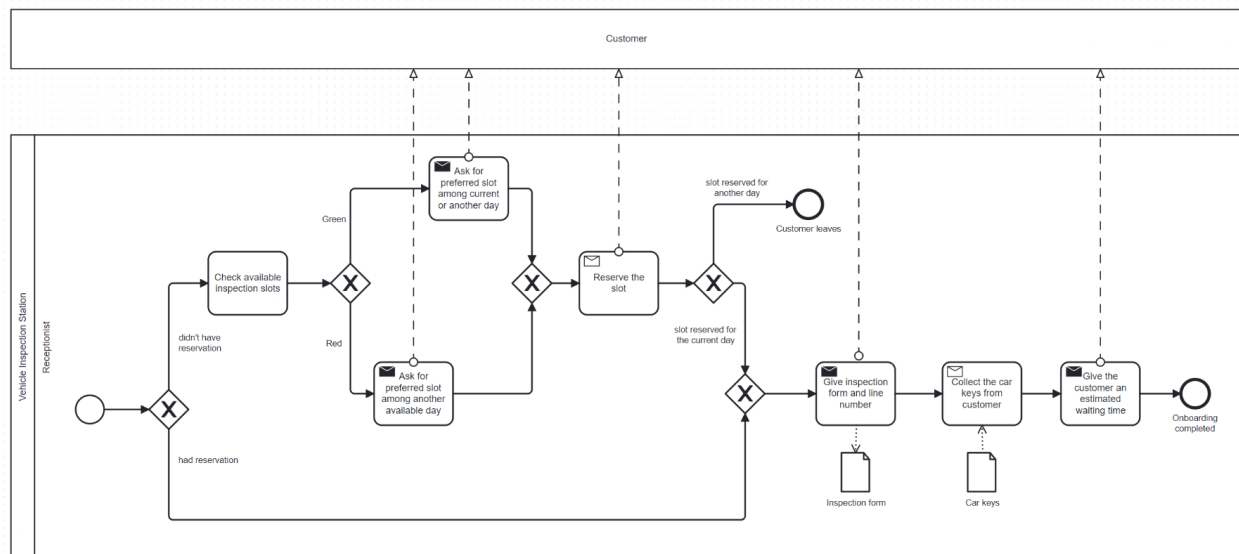 Customer
Vehicle Inspection Station
Receptionist
didn't have
reservation
had reservation
Check available
inspection slots
Green
Red
Ask for
preferred slot
among current
or another day
Ask for
preferred slot
among another
available day
Reserve the
slot
slot reserved for
another day
Customer leaves
slot reserved for
the current day
Give inspection
form and line
number
Inspection form
Collect the car
keys from
customer
Car keys
Give the
customer an
estimated
waiting time
Onboarding
completed